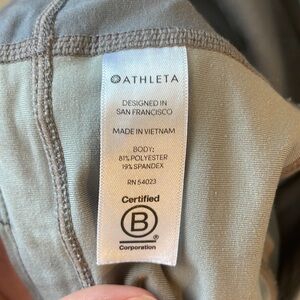 ATHLETA
DESIGNED IN
SAN FRANCISCO
MADE IN VIETNAM
BODY:
81% POLYESTER
19% SPANDEX
RN 54023
Certified
B
®
Corporation